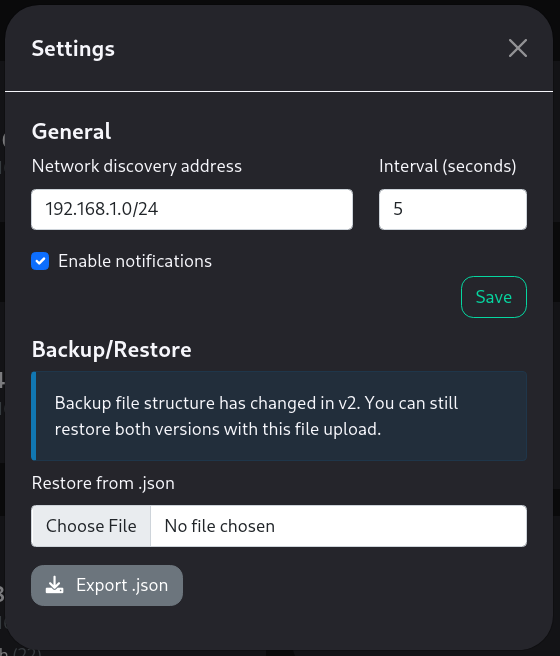 Settings
General
Network discovery address
Interval (seconds)
192.168.1.0/24
5
Enable notifications
Save
Backup/Restore
Backup file structure has changed in v2. You can still
restore both versions with this file upload.
Restore from .json
Choose File
No file chosen
Export .json